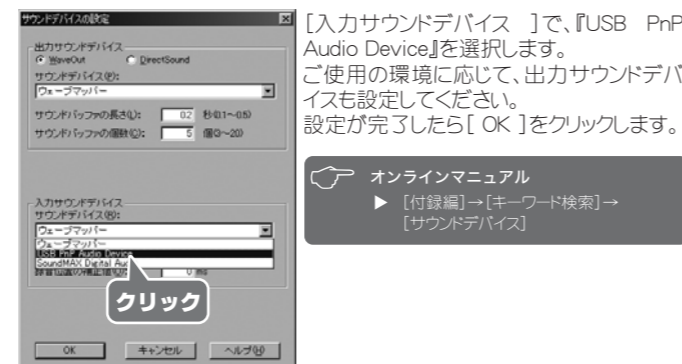 サウンドデバイスの設定
出力サウンドデバイス
WaveOut DirectSound
サウンドデバイス(P):
ウェーブマッパー
サウンドバッファの長さ(L): 0.2 秒(0.1～0.5)
サウンドバッファの個数(C): 5 個(3～20)
入力サウンドデバイス
サウンドデバイス(R):
ウェーブマッパー
ウェーブマッパー
USB PnP Audio Device
SoundMAX Digital Au
0 ms
クリック
OK キャンセル ヘルプ(H)
[入力サウンドデバイス ]で、『USB PnP
Audio Device』を選択します。
ご使用の環境に応じて、出力サウンドデバ
イスも設定してください。
設定が完了したら[ OK ]をクリックします。
オンラインマニュアル
▶ [付録編]→[キーワード検索]→
[サウンドデバイス]